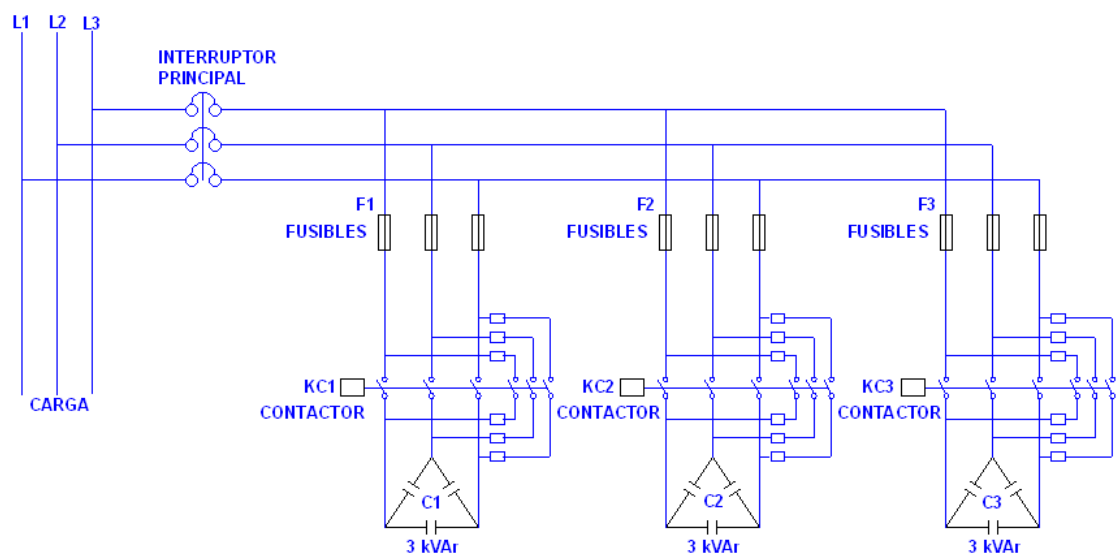 L1 L2 L3
INTERRUPTOR
PRINCIPAL
F1
FUSIBLES
F2
FUSIBLES
F3
FUSIBLES
KC1
CONTACTOR
KC2
CONTACTOR
KC3
CONTACTOR
CARGA
C1
3 kVAr
C2
3 kVAr
C3
3 kVAr